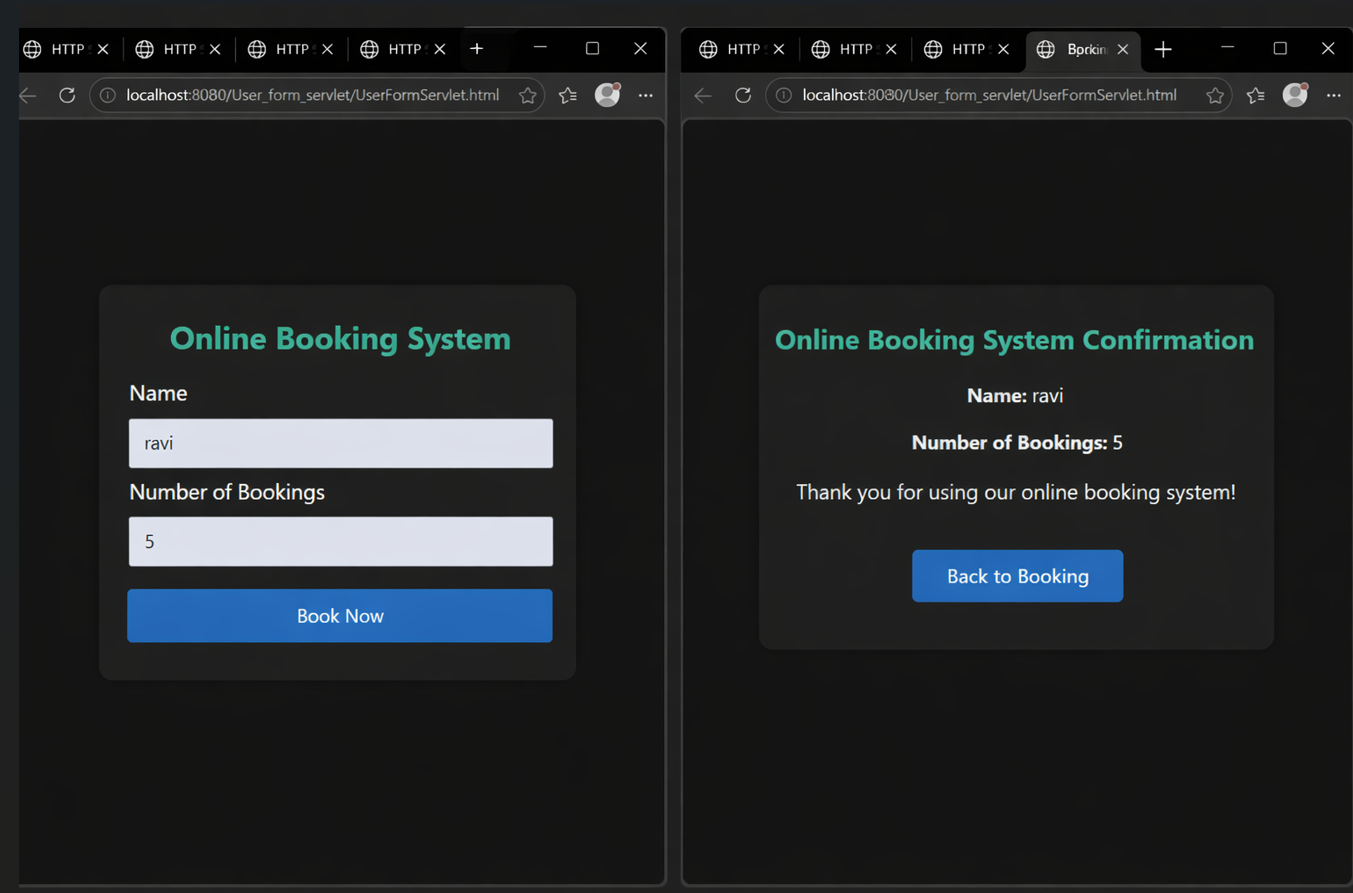 HTTP HTTP HTTP HTTP
localhost:8080/User_form_servlet/UserFormServlet.html
Online Booking System
Name
ravi
Number of Bookings
5
Book Now
HTTP HTTP HTTP
localhost:8080/User_form_servlet/UserFormServlet.html
Online Booking System Confirmation
Name: ravi
Number of Bookings: 5
Thank you for using our online booking system!
Back to Booking